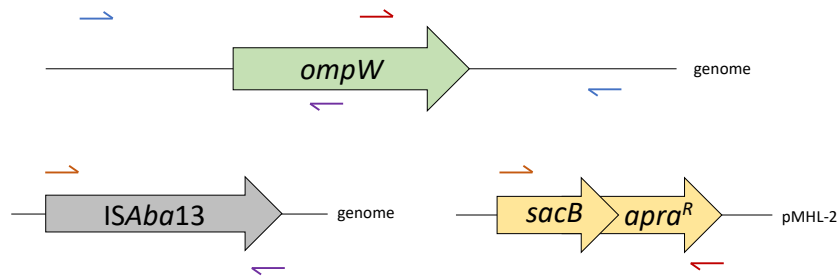 ompW
genome
ISAba13
genome
sacB apraR
pMHL-2